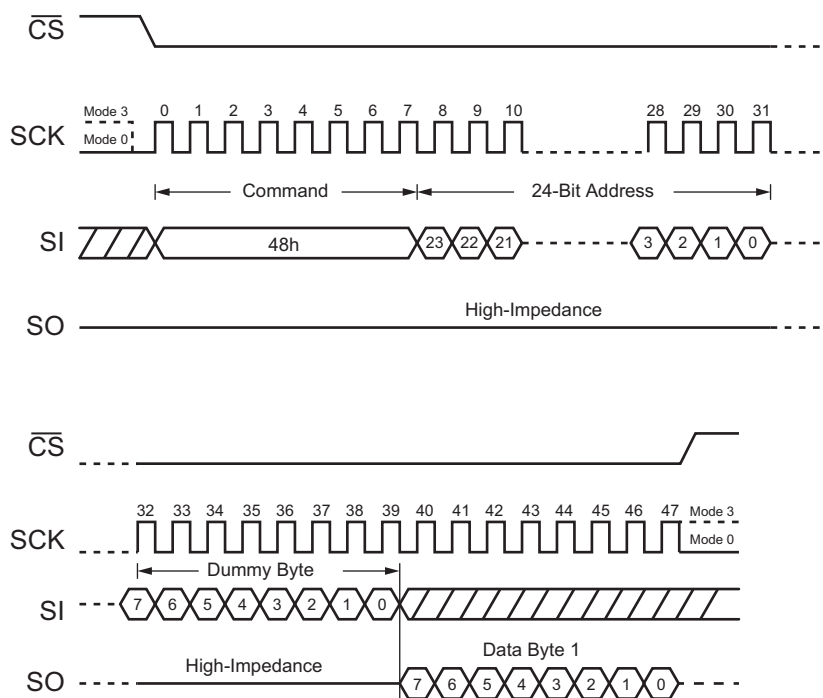 CS
Mode 3 0 1 2 3 4 5 6 7 8 9 10 28 29 30 31
SCK Mode 0
Command 24-Bit Address
SI 48h 23 22 21 3 2 1 0
High-Impedance
SO
CS
32 33 34 35 36 37 38 39 40 41 42 43 44 45 46 47 Mode 3
SCK Mode 0
Dummy Byte
SI 7 6 5 4 3 2 1 0
Data Byte 1
High-Impedance
SO 7 6 5 4 3 2 1 0